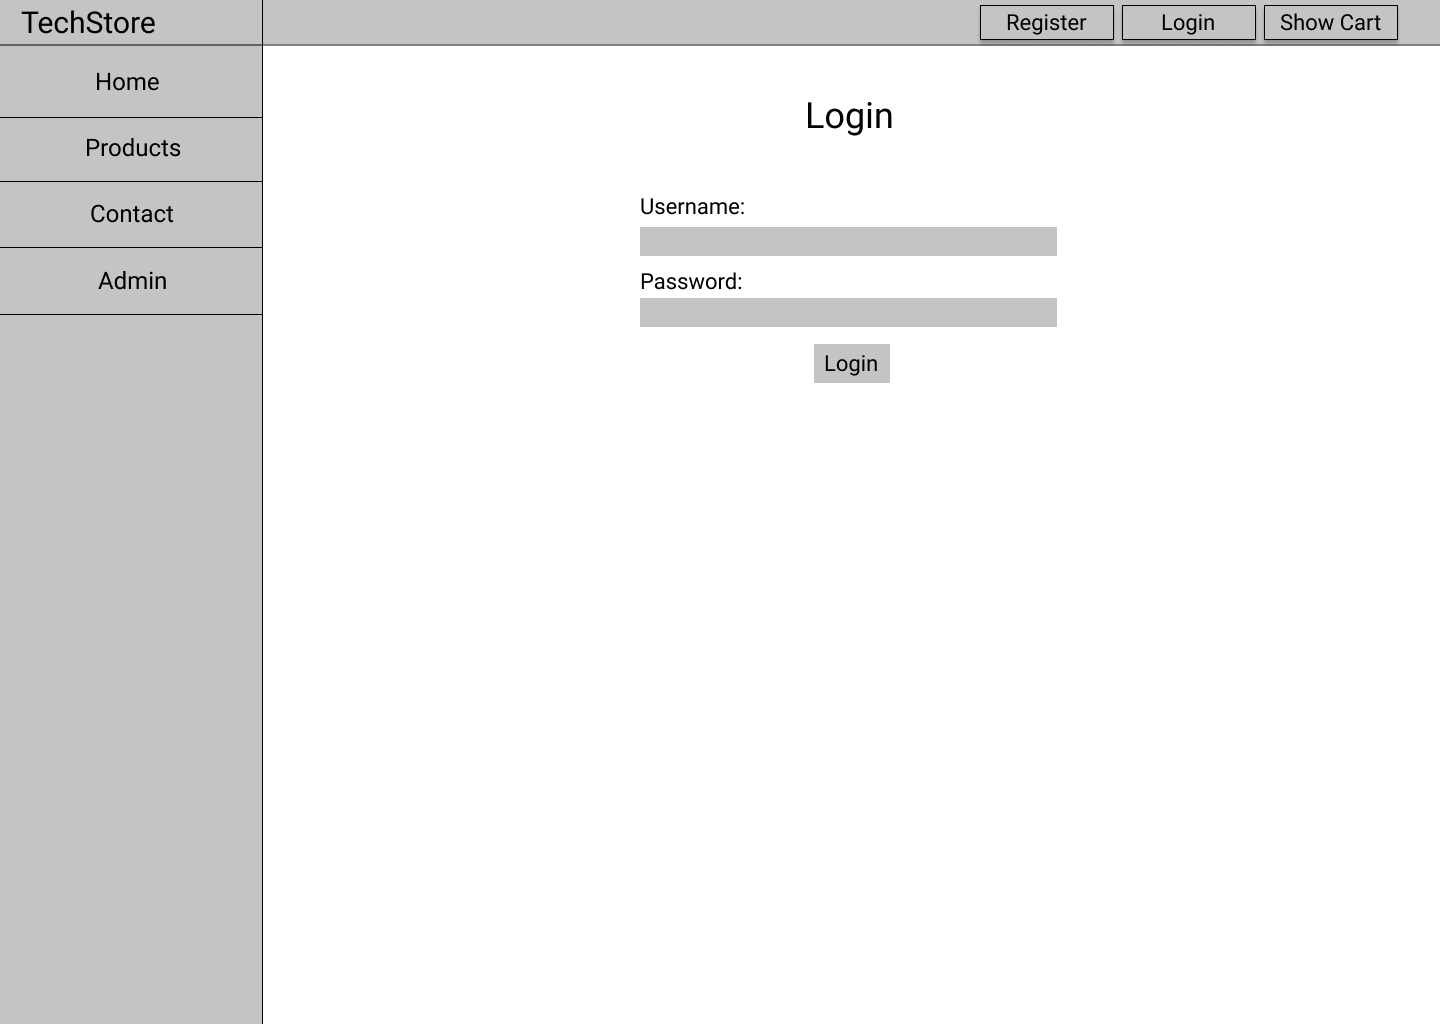 TechStore
Register
Login
Show Cart
Home
Products
Contact
Admin
Login
Username:
Password:
Login